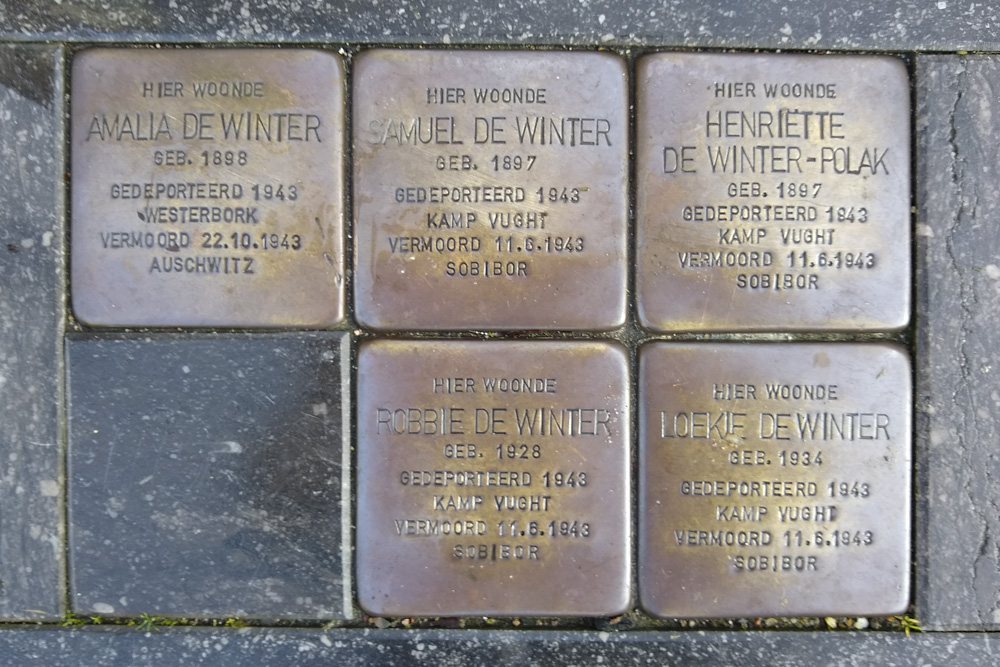 HIER WOONDE
AMALIA DE WINTER
GEB. 1898
GEDEPORTEERD 1943
WESTERBORK
VERMOORD 22.10.1943
AUSCHWITZ
HIER WOONDE
SAMUEL DE WINTER
GEB. 1897
GEDEPORTEERD 1943
KAMP VUGHT
VERMOORD 11.6.1943
SOBIBOR
HIER WOONDE
HENRIËTTE
DE WINTER-POLAK
GEB. 1897
GEDEPORTEERD 1943
KAMP VUGHT
VERMOORD 11.6.1943
SOBIBOR
HIER WOONDE
ROBBIE DE WINTER
GEB. 1928
GEDEPORTEERD 1943
KAMP VUGHT
VERMOORD 11.6.1943
SOBIBOR
HIER WOONDE
LOEKIE DE WINTER
GEB. 1934
GEDEPORTEERD 1943
KAMP VUGHT
VERMOORD 11.6.1943
SOBIBOR